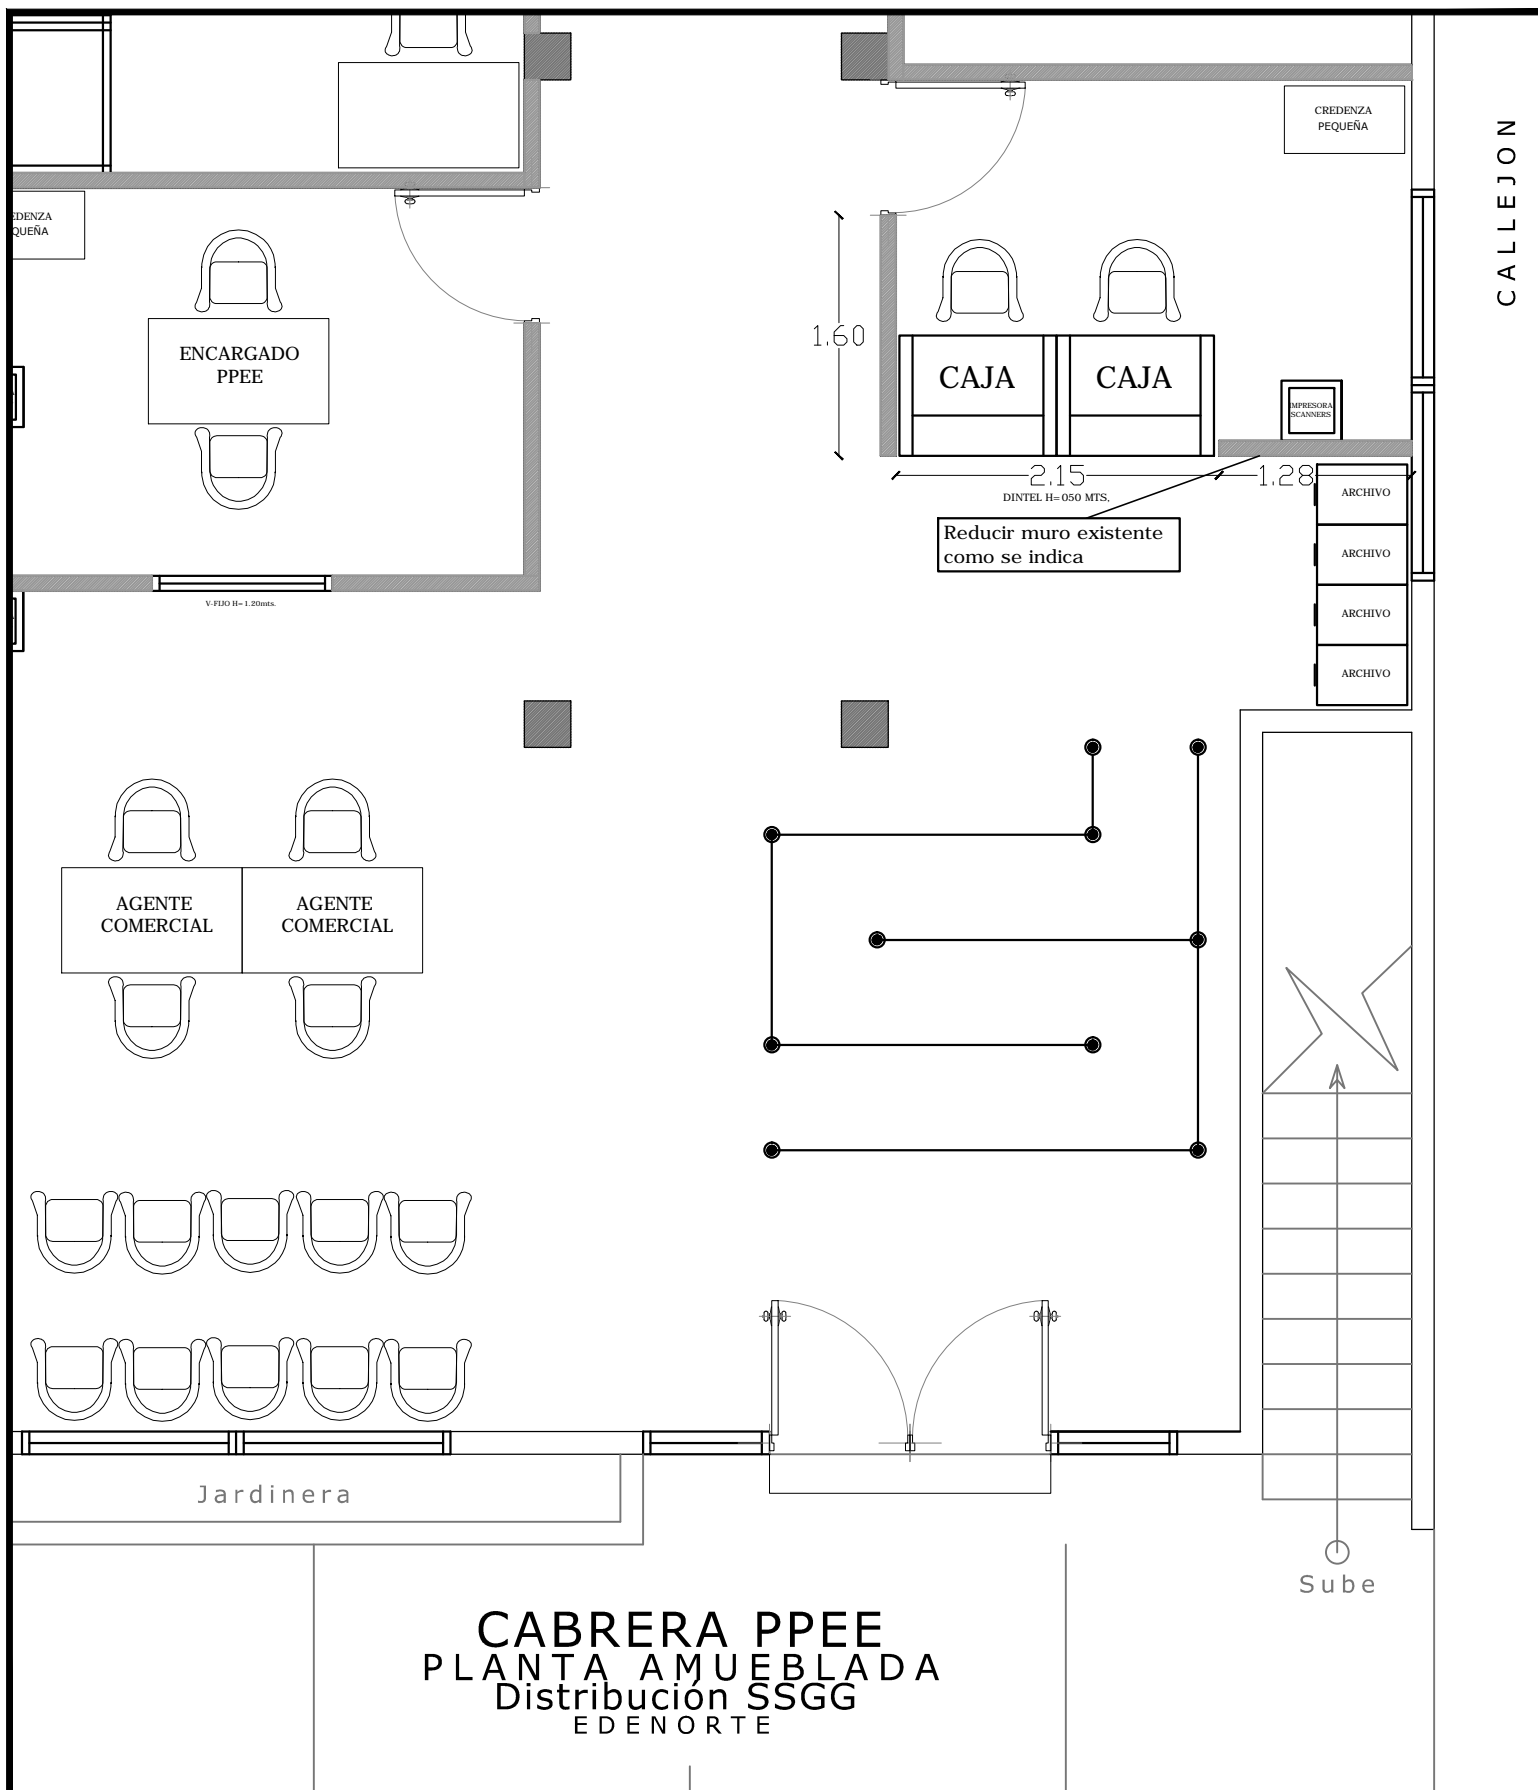 CREDENZA
PEQUEÑA
CALLEJON
EDENZA
QUEÑA
ENCARGADO
PPEE
1.60
CAJA
CAJA
IMPRESORA
SCANNERS
2.15
1.28
DINTEL H=050 MTS,
Reducir muro existente
como se indica
ARCHIVO
ARCHIVO
ARCHIVO
ARCHIVO
V-FIJO H=1.20mts.
AGENTE
COMERCIAL
AGENTE
COMERCIAL
Jardinera
Sube
CABRERA PPEE
PLANTA AMUEBLADA
Distribución SSGG
EDENORTE